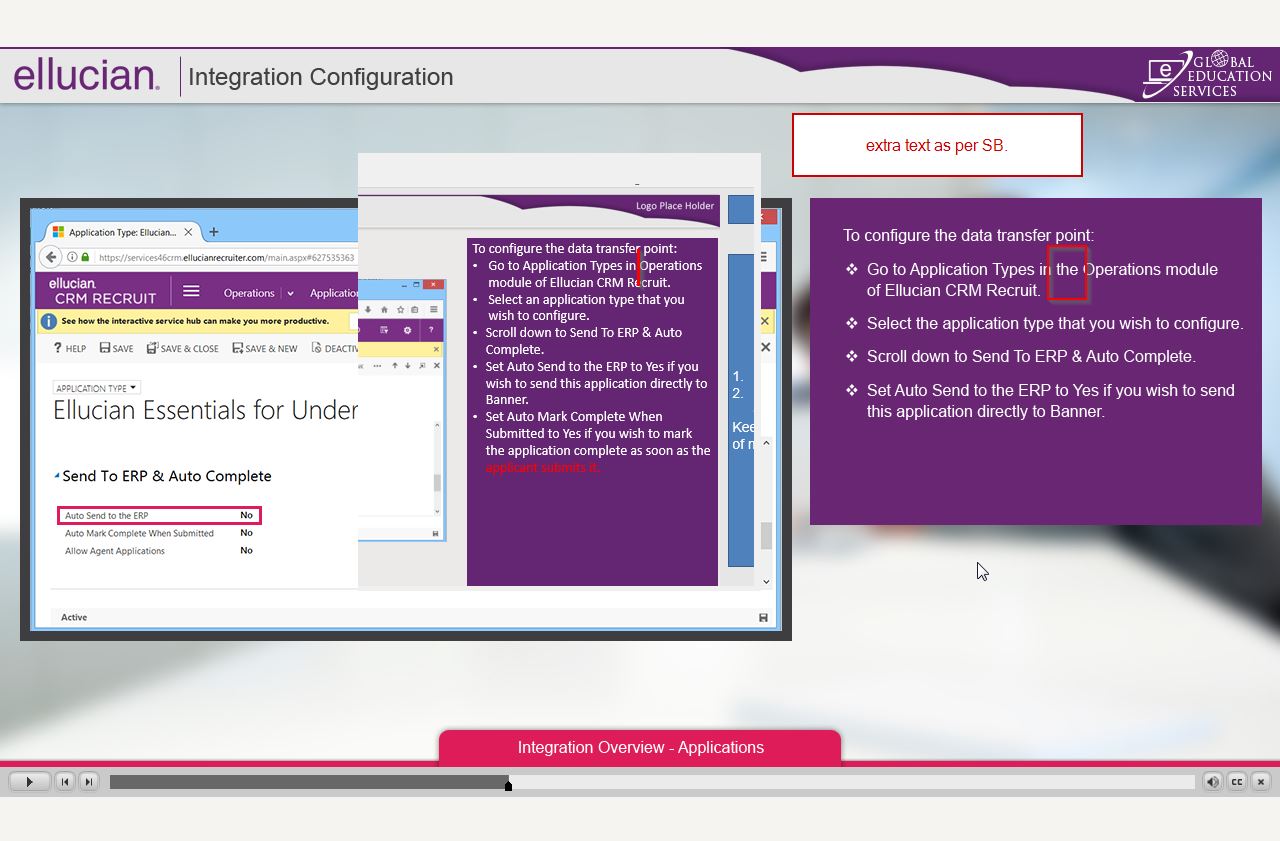 ellucian.
Integration Configuration
GLOBAL
EDUCATION
SERVICES
extra text as per SB.
Logo Place Holder
Application Type: Ellucian...
https://services46crm.elluciancrecruiter.com/main.aspx#627535363
ellucian.
CRM RECRUIT
Operations
See how the interactive service hub can make you more productive.
HELP
SAVE
SAVE & CLOSE
SAVE & NEW
APPLICATION TYPE
Ellucian Essentials for Under
Send To ERP & Auto Complete
Auto Send to the ERP No
Auto Mark Complete When Submitted No
Allow Agent Applications No
Active
To configure the data transfer point:
• Go to Application Types in Operations
module of Ellucian CRM Recruit.
• Select an application type that you
wish to configure.
• Scroll down to Send To ERP & Auto
Complete.
• Set Auto Send to the ERP to Yes if you
wish to send this application directly to
Banner.
• Set Auto Mark Complete When
Submitted to Yes if you wish to mark
the application complete as soon as the
applicant submits it.
1.
2.
of
To configure the data transfer point:
❖ Go to Application Types in the Operations module
of Ellucian CRM Recruit.
❖ Select the application type that you wish to configure.
❖ Scroll down to Send To ERP & Auto Complete.
❖ Set Auto Send to the ERP to Yes if you wish to send
this application directly to Banner.
Integration Overview - Applications
CC